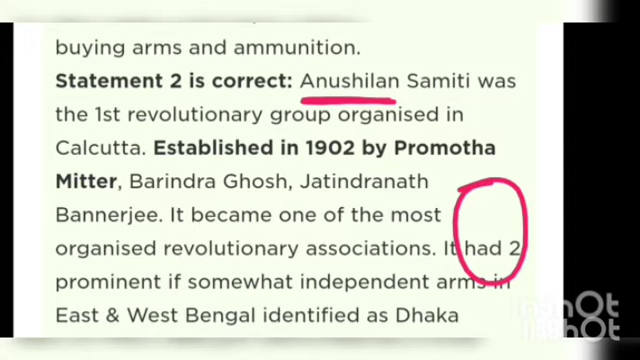 buying arms and ammunition.
Statement 2 is correct: Anushilan Samiti was
the 1st revolutionary group organised in
Calcutta. Established in 1902 by Promotha
Mitter, Barindra Ghosh, Jatindranath
Bannerjee. It became one of the most
organised revolutionary associations. It had 2
prominent if somewhat independent arms in
East & West Bengal identified as Dhaka
InShOt
InShOt